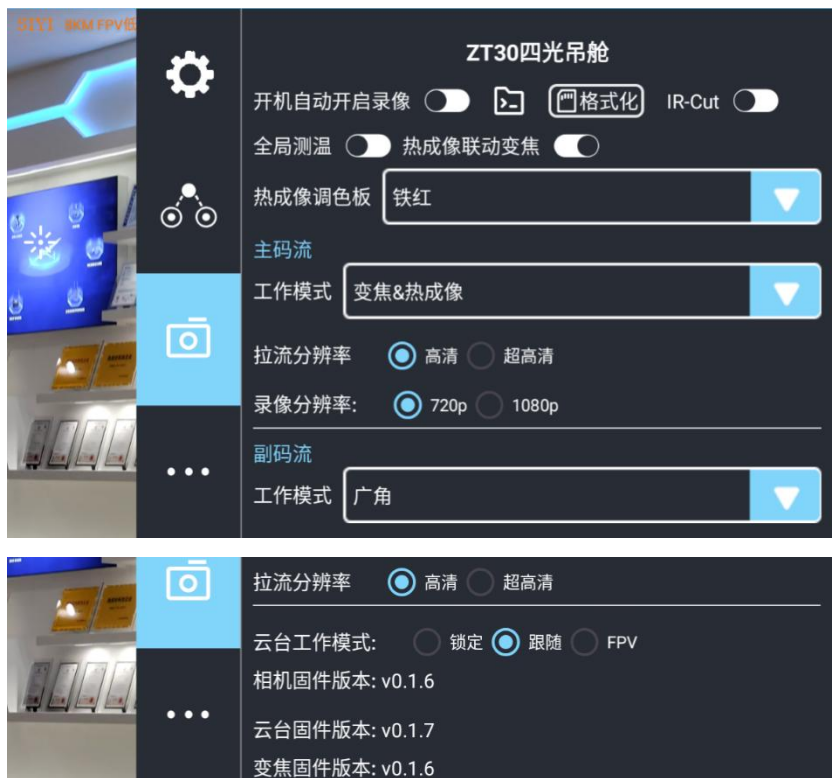 SIYI 8KM FPV低
ZT30四光吊舱
开机自动开启录像 格式化 IR-Cut
全局测温 热成像联动变焦
热成像调色板 铁红
主码流
工作模式 变焦&热成像
拉流分辨率 高清 超高清
录像分辨率: 720p 1080p
副码流
工作模式 广角
拉流分辨率 高清 超高清
云台工作模式: 锁定 跟随 FPV
相机固件版本: v0.1.6
云台固件版本: v0.1.7
变焦固件版本: v0.1.6